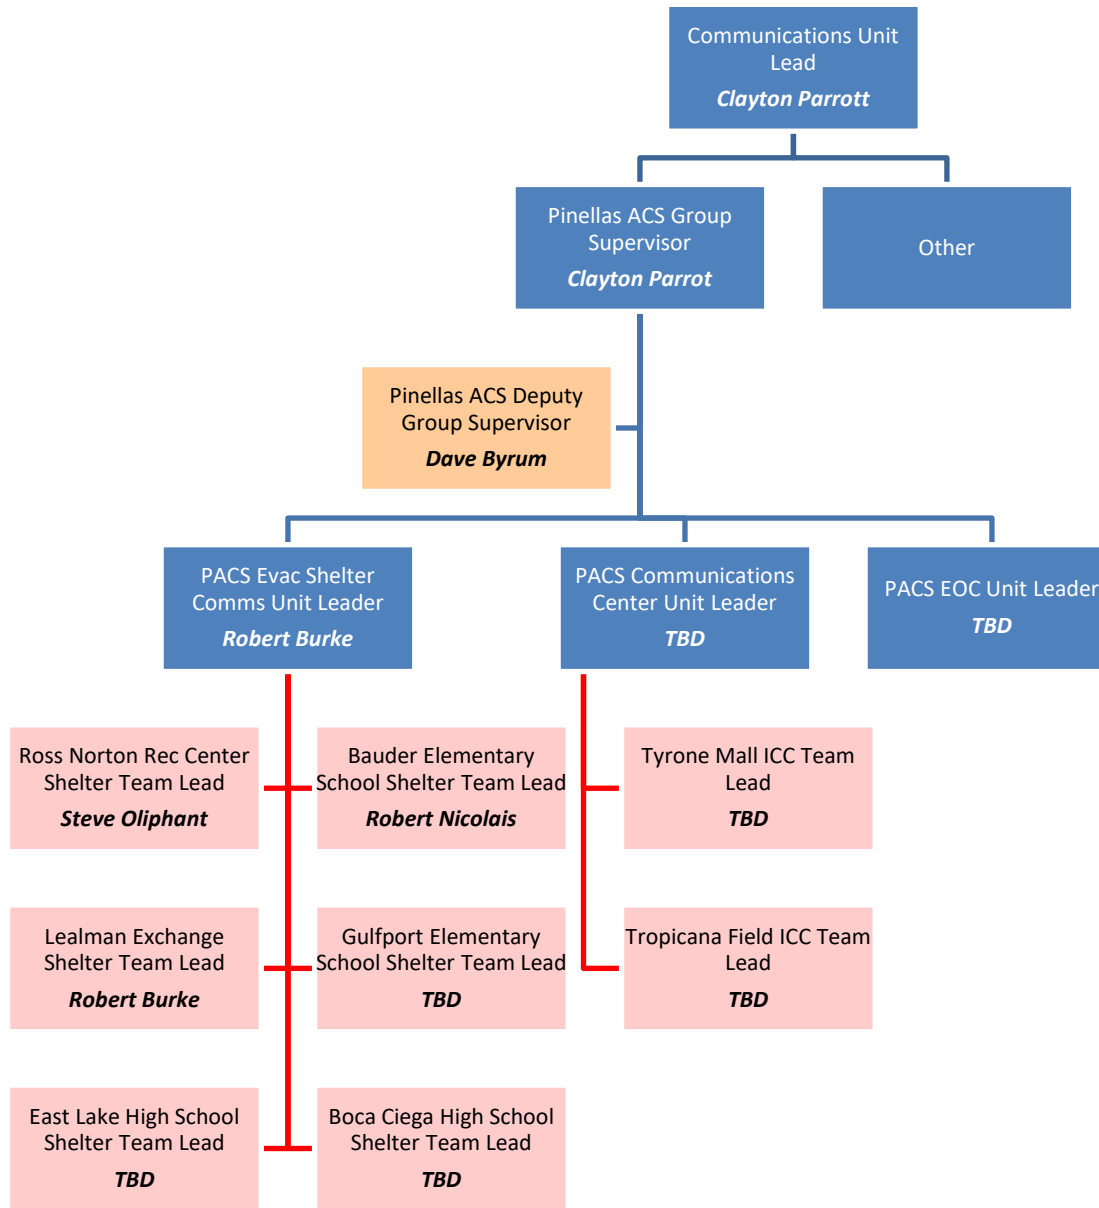 Communications Unit
Lead
Clayton Parrott
Pinellas ACS Group
Supervisor
Clayton Parrot
Other
Pinellas ACS Deputy
Group Supervisor
Dave Byrum
PACS Evac Shelter
Comms Unit Leader
Robert Burke
PACS Communications
Center Unit Leader
TBD
PACS EOC Unit Leader
TBD
Ross Norton Rec Center
Shelter Team Lead
Steve Oliphant
Bauder Elementary
School Shelter Team Lead
Robert Nicolais
Tyrone Mall ICC Team
Lead
TBD
Lealman Exchange
Shelter Team Lead
Robert Burke
Gulfport Elementary
School Shelter Team Lead
TBD
Tropicana Field ICC Team
Lead
TBD
East Lake High School
Shelter Team Lead
TBD
Boca Ciega High School
Shelter Team Lead
TBD